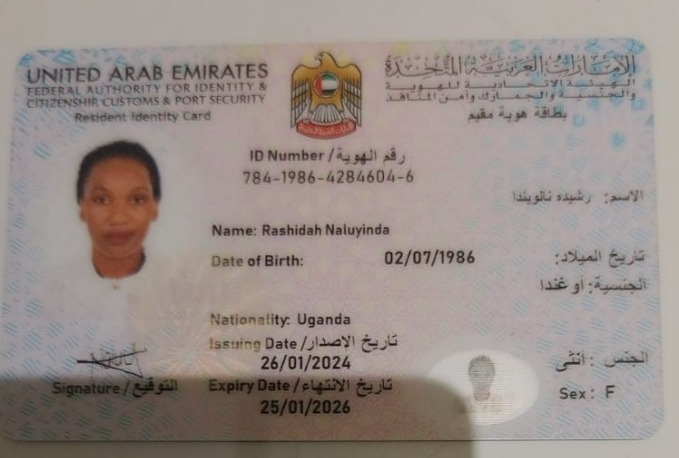 UNITED ARAB EMIRATES
FEDERAL AUTHORITY FOR IDENTITY &
CITIZENSHIP, CUSTOMS & PORT SECURITY
Resident Identity Card
الإمارات العربية المتحدة
الهيئة الاتحادية للهوية
والجنسية والجمارك وأمن المنافذ
بطاقة هوية مقيم
ID Number / رقم الهوية
784-1986-4284604-6
الاسم: رشيده نالويندا
Name: Rashidah Naluyinda
Date of Birth: 02/07/1986 تاريخ الميلاد:
الجنسية: أوغندا
Nationality: Uganda
Issuing Date / تاريخ الاصدار
26/01/2024
الجنس: أنثى
Expiry Date / تاريخ الانتهاء
25/01/2026
Sex: F
Signature / التوقيع